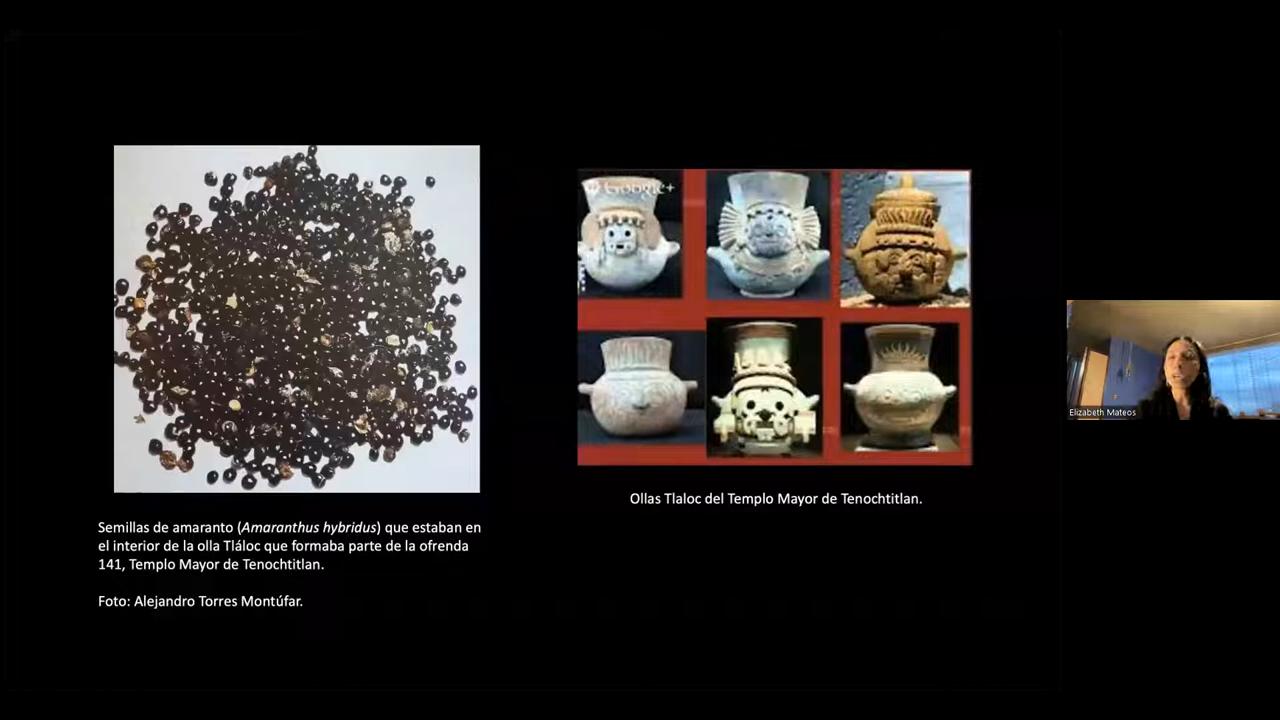 Google+
Semillas de amaranto (Amaranthus hybridus) que estaban en
el interior de la olla Tláloc que formaba parte de la ofrenda
141, Templo Mayor de Tenochtitlan.
Foto: Alejandro Torres Montúfar.
Ollas Tlaloc del Templo Mayor de Tenochtitlan.
Elizabeth Mateos